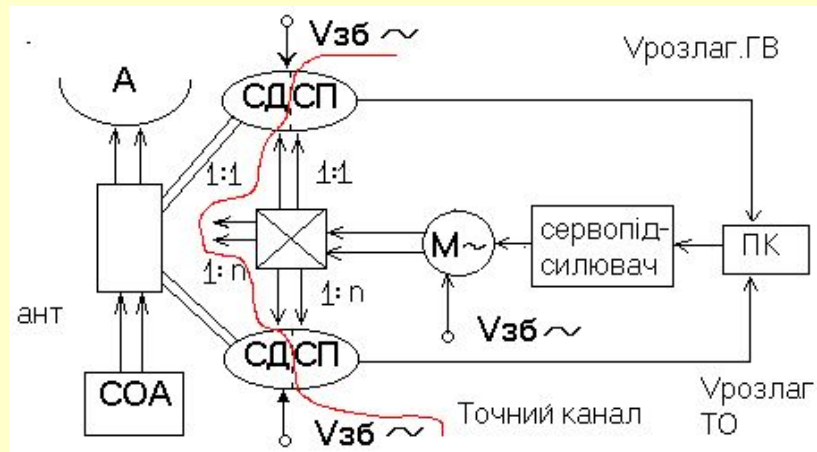 Vзб ~
Vрозлаг.ГВ
А
СД СП
1:1
1:1
сервопід-
силювач
ПК
М~
1:n
1:n
ант
Vзб ~
СД СП
СОА
Vрозлаг
ТО
Точний канал
Vзб ~